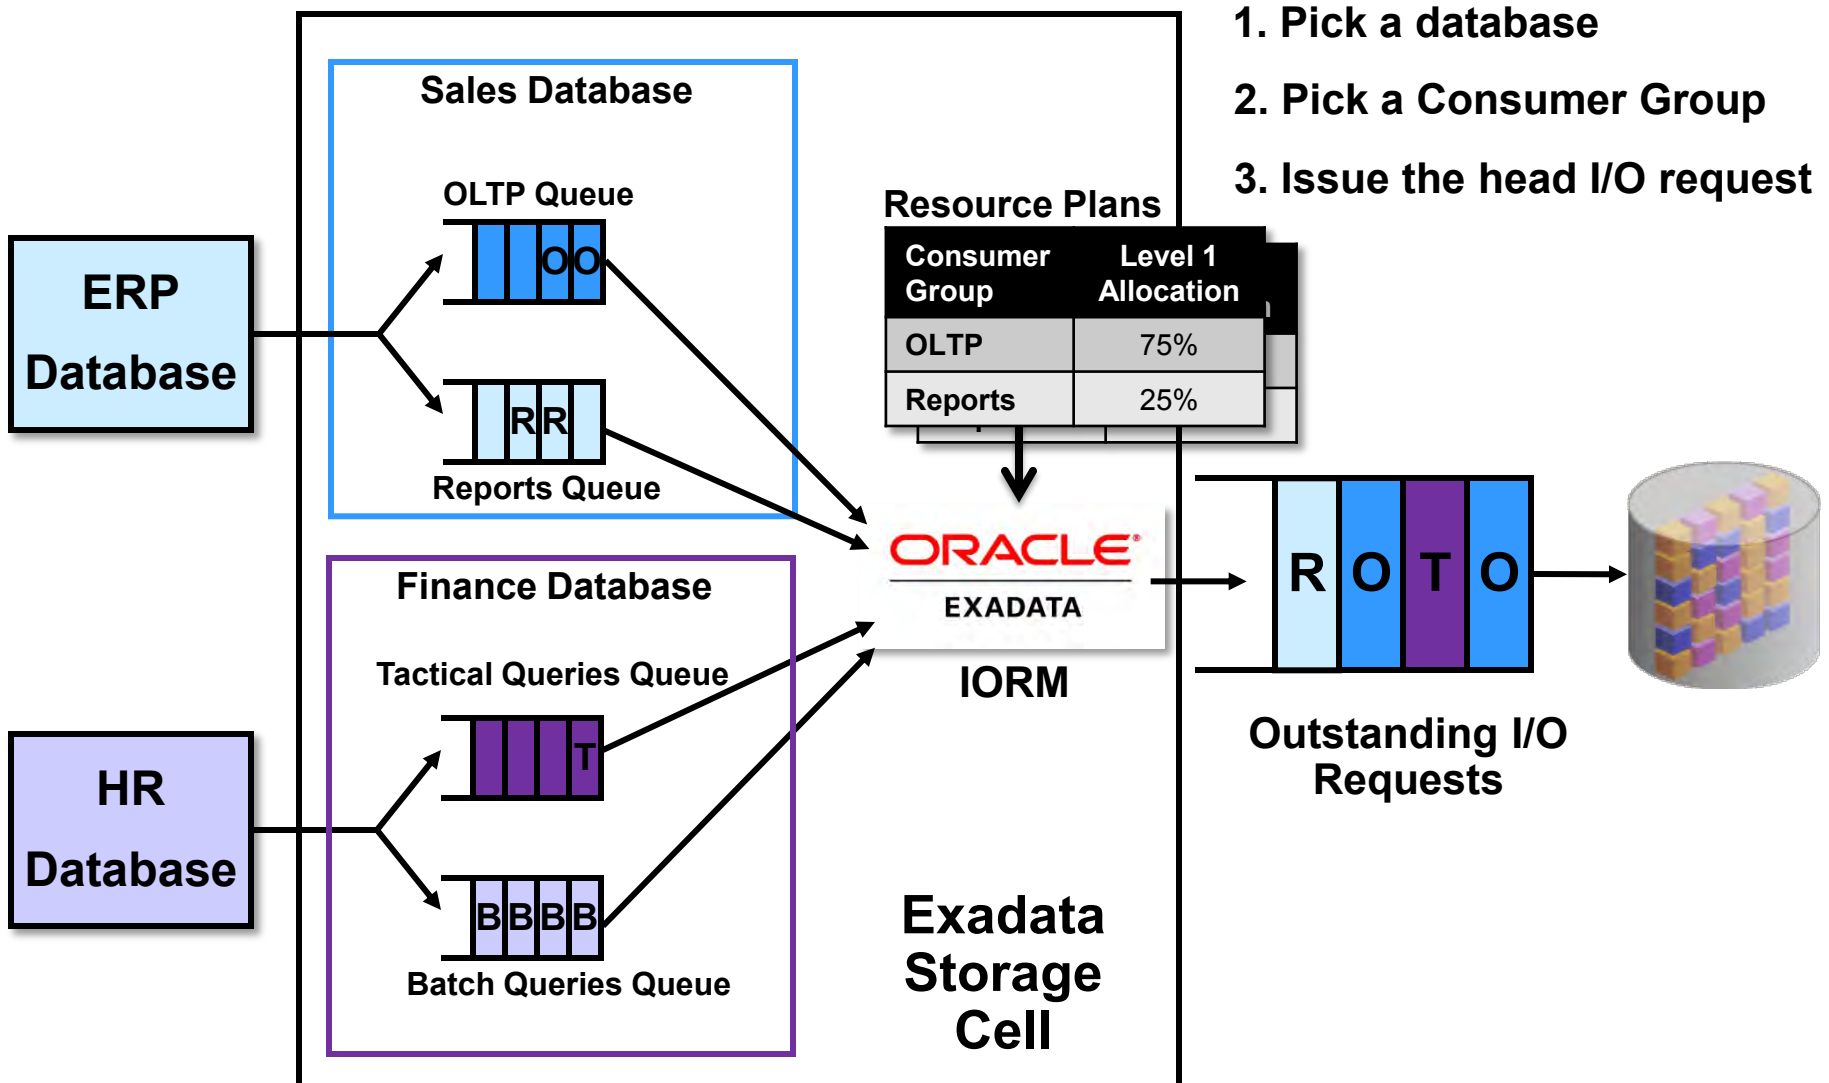 1. Pick a database
2. Pick a Consumer Group
3. Issue the head I/O request
Sales Database
OLTP Queue
O O
R R
Reports Queue
ERP
Database
Resource Plans
Consumer Group
Level 1 Allocation
OLTP
75%
Reports
25%
ORACLE®
EXADATA
IORM
R O T O
Outstanding I/O
Requests
Finance Database
Tactical Queries Queue
T
B B B B
Batch Queries Queue
HR
Database
Exadata
Storage
Cell